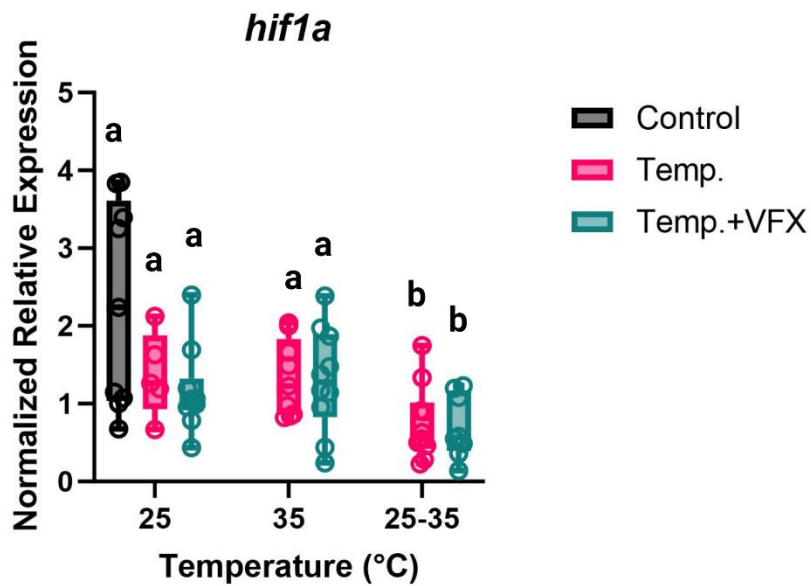 hif1a
Normalized Relative Expression
5
4
3
2
1
0
a
a
a
a
a
b
b
25
35
25-35
Temperature (°C)
Control
Temp.
Temp.+VFX